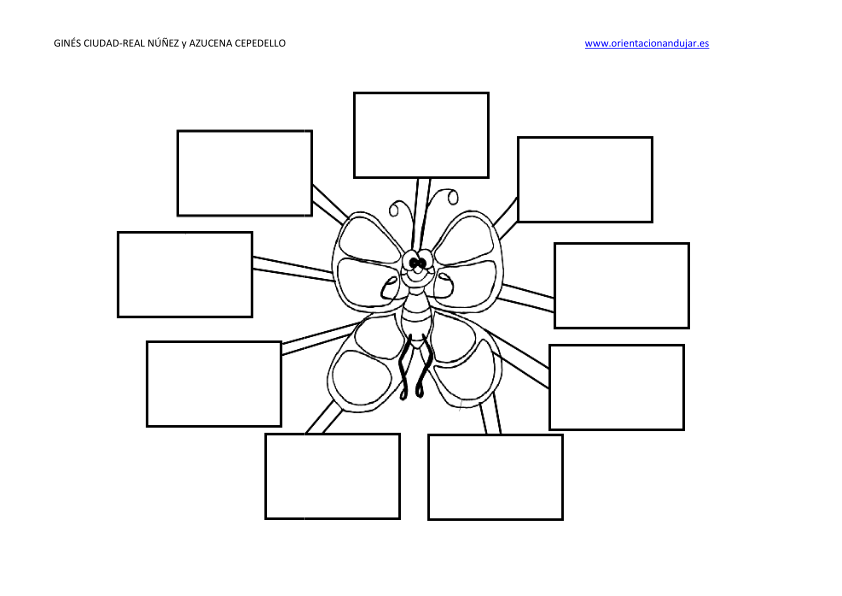 GINÉS CIUDAD-REAL NÚÑEZ y AZUCENA CEPEDELLO
www.orientacionandujar.es